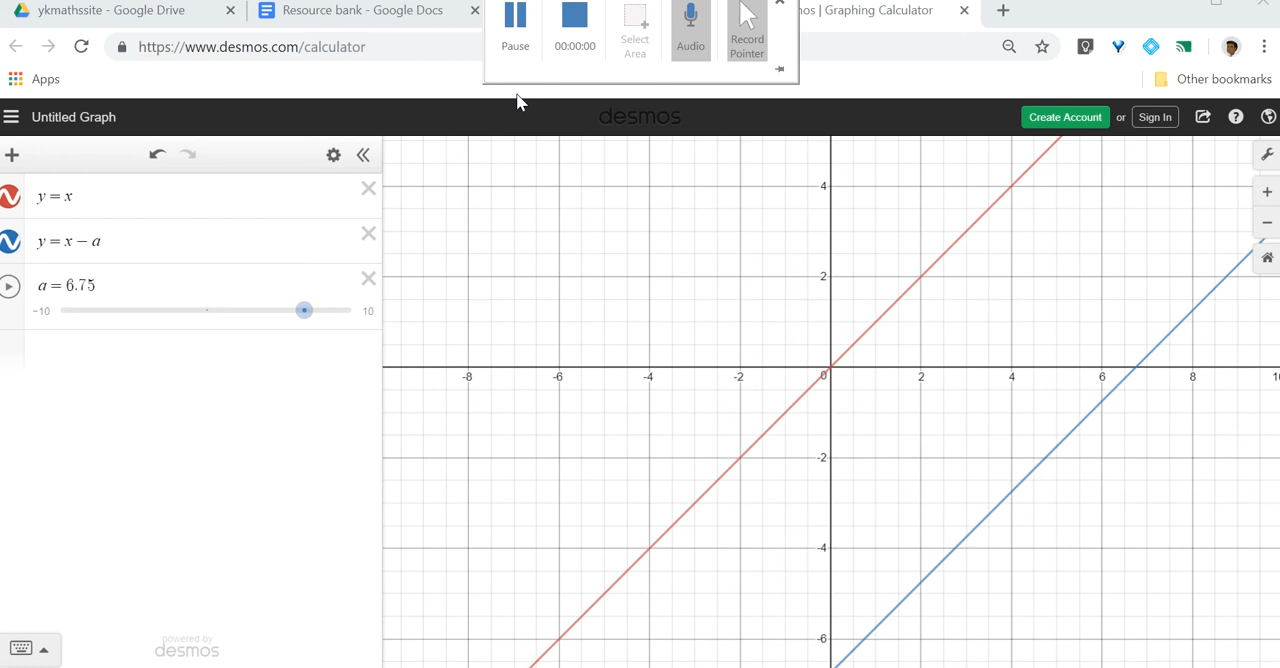 ykmathssite - Google Drive
Resource bank - Google Docs
Pause
00:00:00
Select
Area
Audio
Record
Pointer
mos | Graphing Calculator
https://www.desmos.com/calculator
Apps
Other bookmarks
Untitled Graph
desmos
Create Account
or
Sign In
y = x
y = x − a
a = 6.75
−10
10
4
2
-8
-6
-4
-2
0
2
4
6
8
10
-2
-4
-6
powered by
desmos